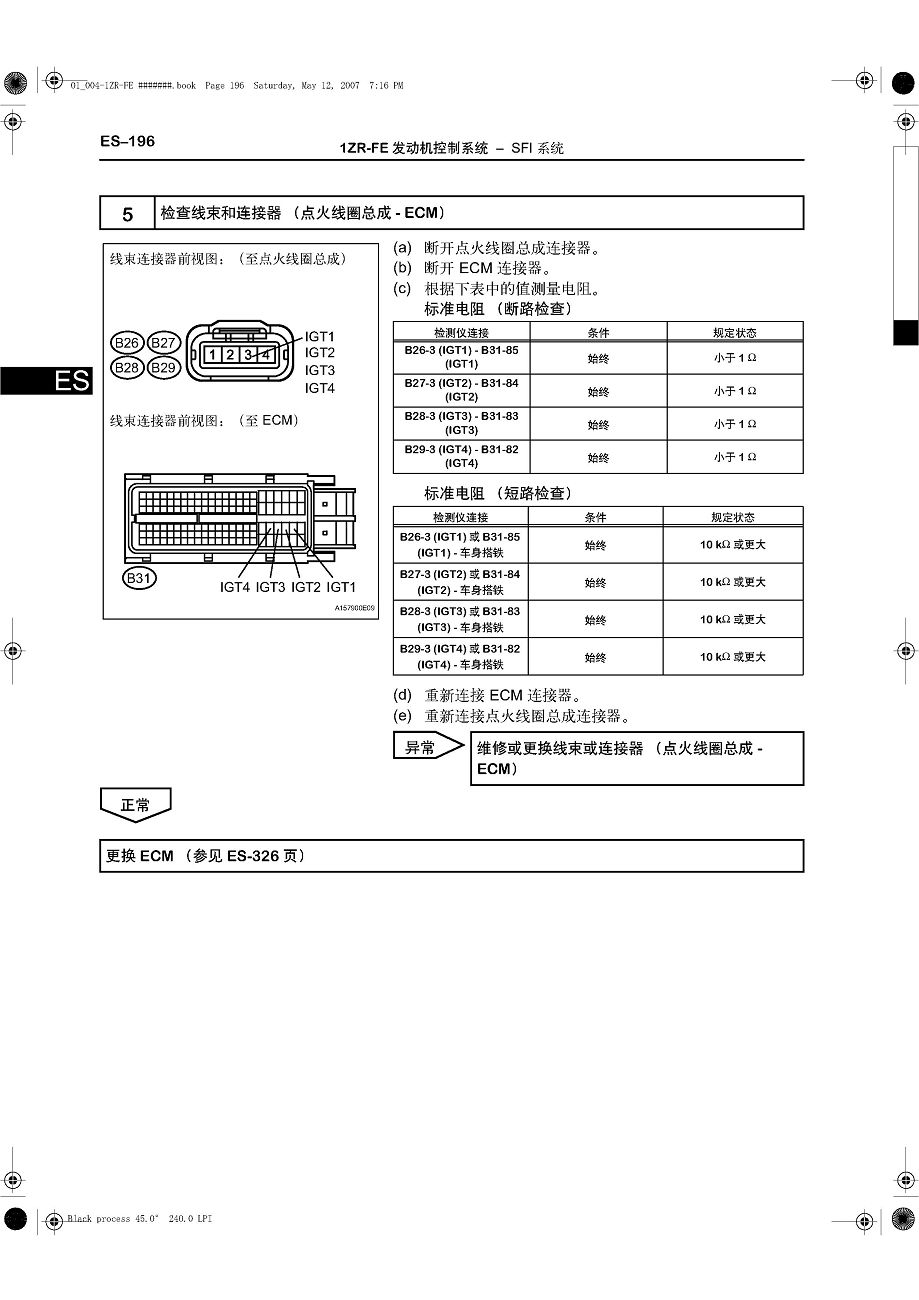 01_004-1ZR-FE #######.book  Page 196  Saturday, May 12, 2007  7:16 PM
ES–196
1ZR-FE 发动机控制系统 – SFI 系统
5 检查线束和连接器 （点火线圈总成 - ECM）
线束连接器前视图： （至点火线圈总成）
B26 B27
B28 B29
1 2 3 4
IGT1
IGT2
IGT3
IGT4
ES
线束连接器前视图： （至 ECM）
B31
IGT4 IGT3 IGT2 IGT1
A157900E09
(a) 断开点火线圈总成连接器。
(b) 断开 ECM 连接器。
(c) 根据下表中的值测量电阻。
标准电阻 （断路检查）
检测仪连接 条件 规定状态
B26-3 (IGT1) - B31-85
(IGT1) 始终 小于 1 Ω
B27-3 (IGT2) - B31-84
(IGT2) 始终 小于 1 Ω
B28-3 (IGT3) - B31-83
(IGT3) 始终 小于 1 Ω
B29-3 (IGT4) - B31-82
(IGT4) 始终 小于 1 Ω
标准电阻 （短路检查）
检测仪连接 条件 规定状态
B26-3 (IGT1) 或 B31-85
(IGT1) - 车身搭铁 始终 10 kΩ 或更大
B27-3 (IGT2) 或 B31-84
(IGT2) - 车身搭铁 始终 10 kΩ 或更大
B28-3 (IGT3) 或 B31-83
(IGT3) - 车身搭铁 始终 10 kΩ 或更大
B29-3 (IGT4) 或 B31-82
(IGT4) - 车身搭铁 始终 10 kΩ 或更大
(d) 重新连接 ECM 连接器。
(e) 重新连接点火线圈总成连接器。
异常
维修或更换线束或连接器 （点火线圈总成 -
ECM）
正常
更换 ECM （参见 ES-326 页）
Black process 45.0° 240.0 LPI